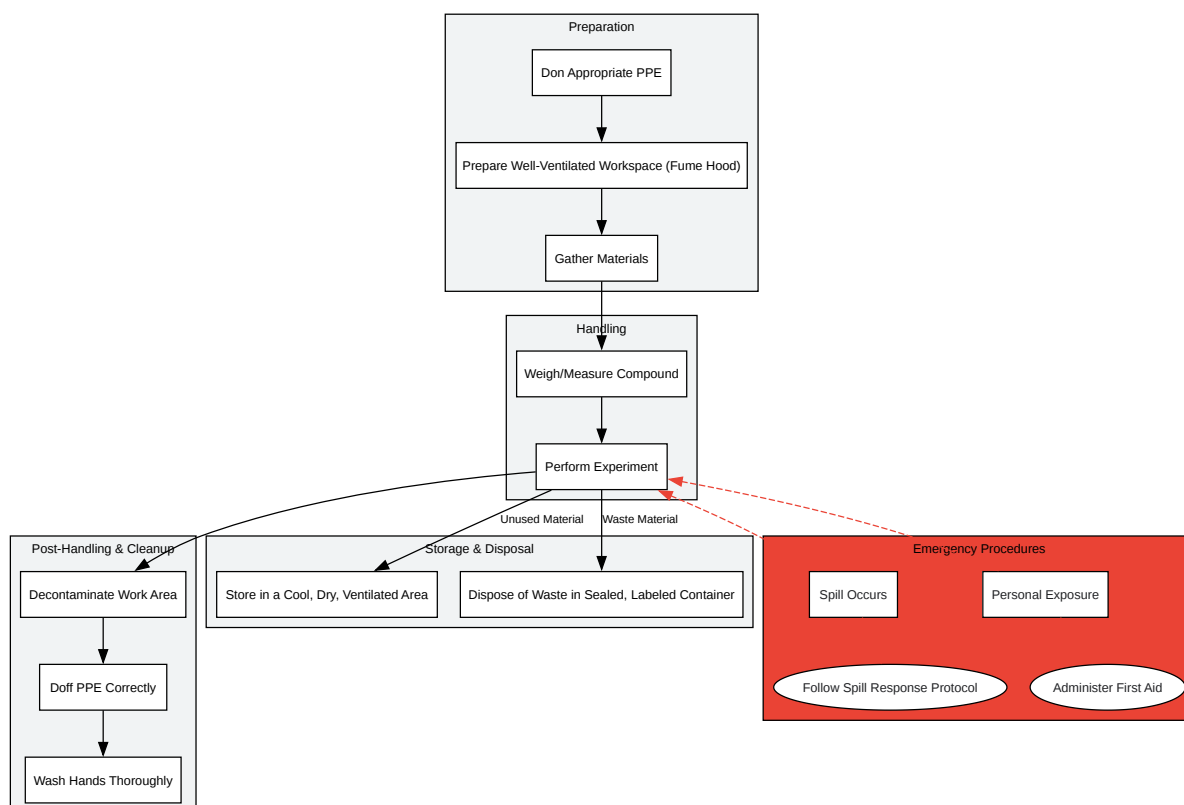 Preparation
Don Appropriate PPE
Prepare Well-Ventilated Workspace (Fume Hood)
Gather Materials
Handling
Weigh/Measure Compound
Perform Experiment
Unused Material
Waste Material
Post-Handling & Cleanup
Decontaminate Work Area
Doff PPE Correctly
Wash Hands Thoroughly
Storage & Disposal
Store in a Cool, Dry, Ventilated Area
Dispose of Waste in Sealed, Labeled Container
Emergency Procedures
Spill Occurs
Personal Exposure
Follow Spill Response Protocol
Administer First Aid